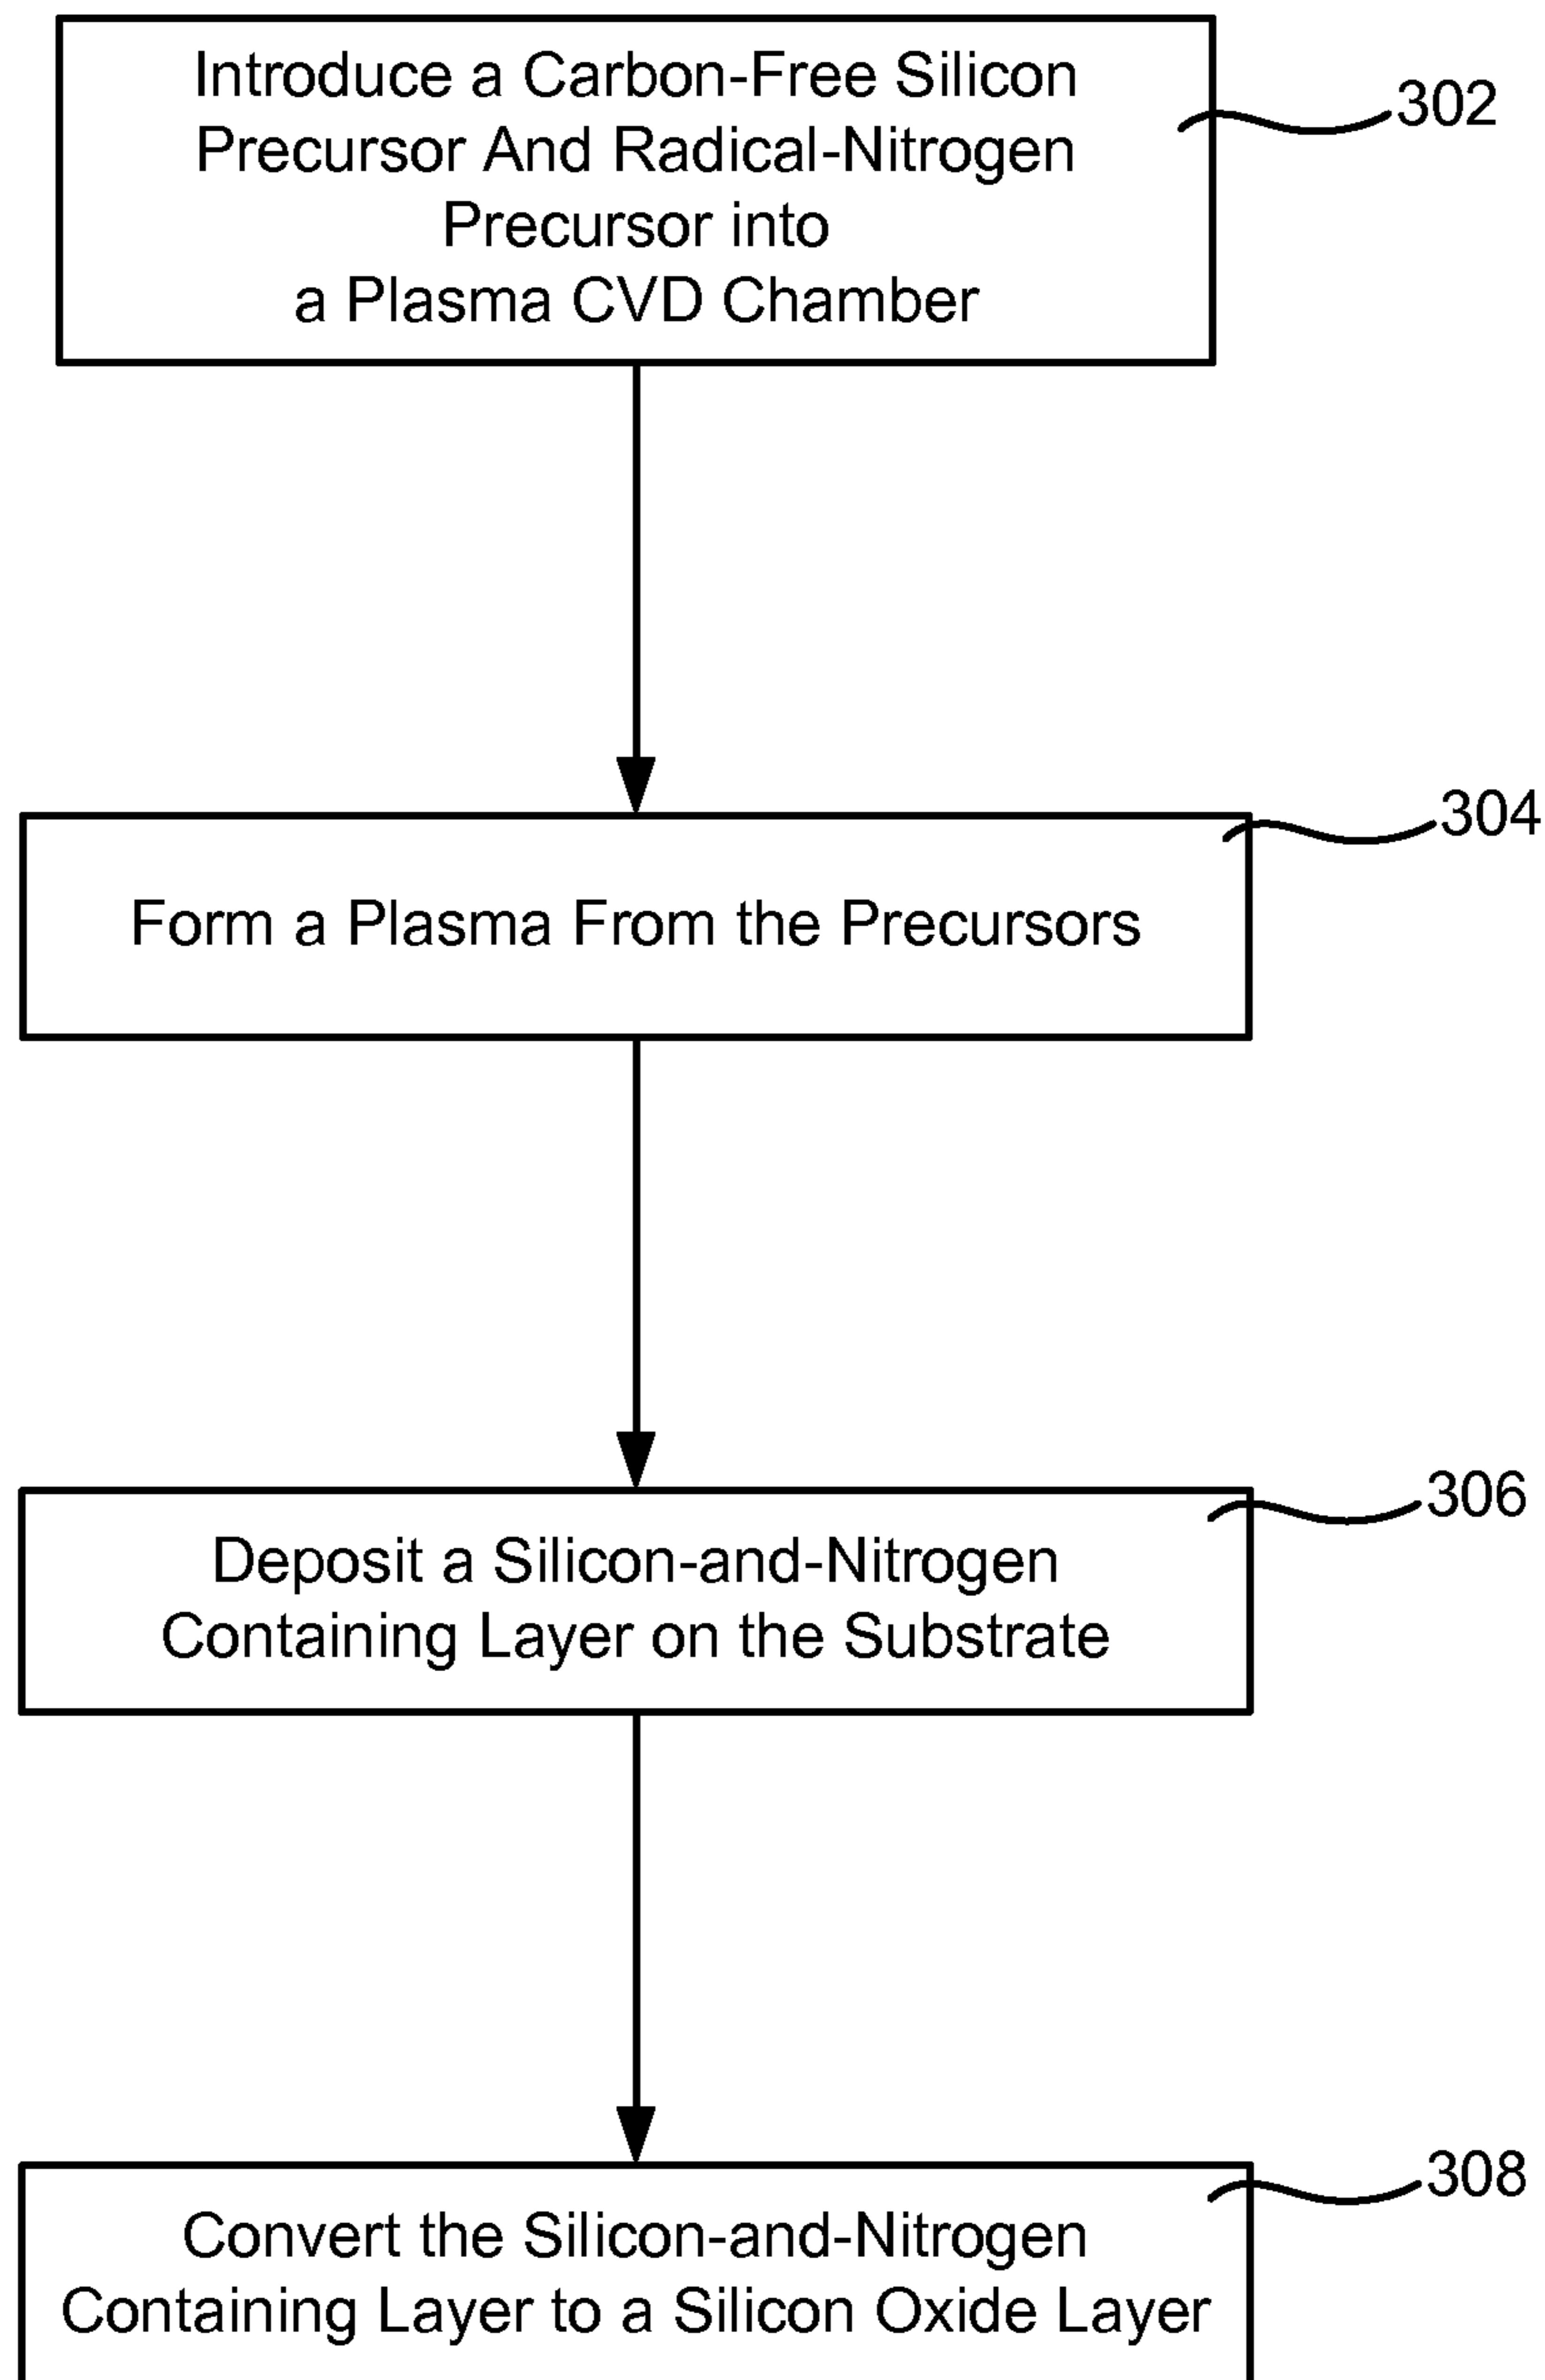 Introduce a Carbon-Free Silicon
Precursor And Radical-Nitrogen
Precursor into
a Plasma CVD Chamber
302
304
Form a Plasma From the Precursors
306
Deposit a Silicon-and-Nitrogen
Containing Layer on the Substrate
308
Convert the Silicon-and-Nitrogen
Containing Layer to a Silicon Oxide Layer